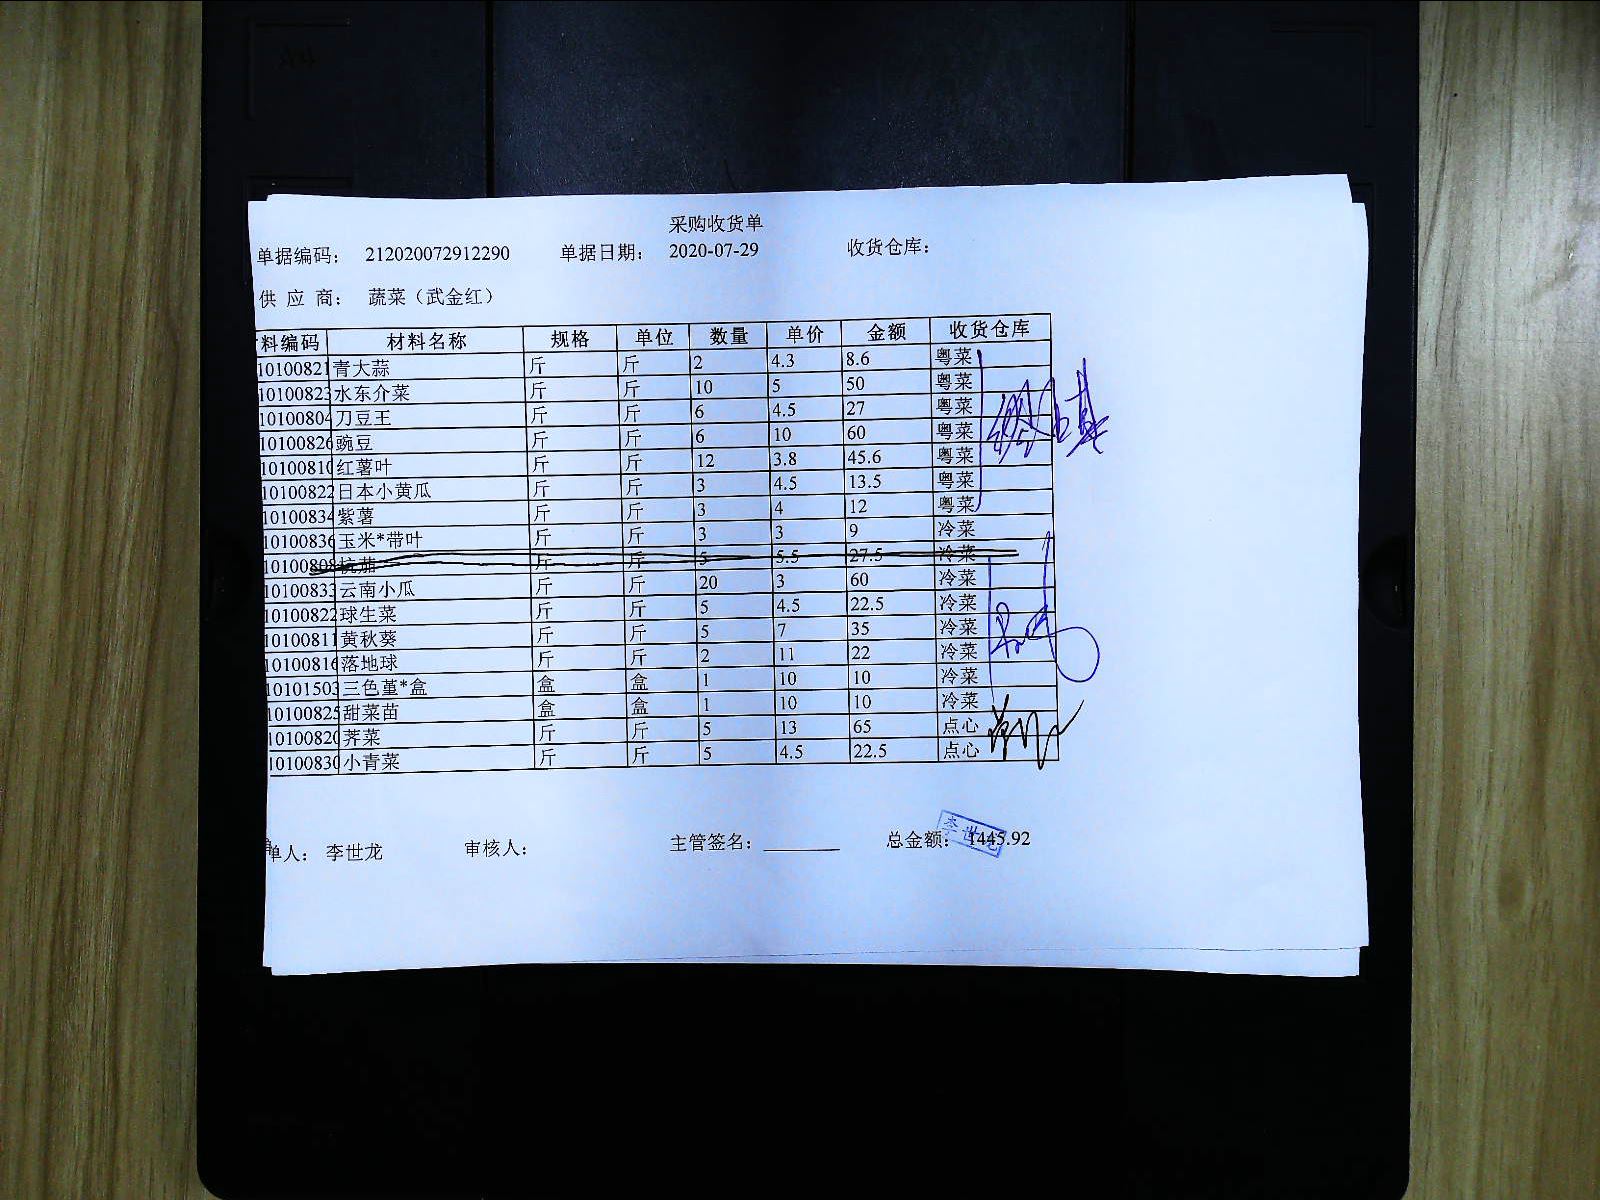 采购收货单
单据编码： 212020072912290 单据日期： 2020-07-29 收货仓库：
供 应 商： 蔬菜（武金红）
料编码 材料名称 规格 单位 数量 单价 金额 收货仓库
10100821 青大蒜 斤 斤 2 4.3 8.6 粤菜
10100823 水东介菜 斤 斤 10 5 50 粤菜
10100804 刀豆王 斤 斤 6 4.5 27 粤菜
10100826 豌豆 斤 斤 6 10 60 粤菜
10100810 红薯叶 斤 斤 12 3.8 45.6 粤菜
10100822 日本小黄瓜 斤 斤 3 4.5 13.5 粤菜
10100834 紫薯 斤 斤 3 4 12 粤菜
10100836 玉米*带叶 斤 斤 3 3 9 冷菜
10100808 杭茄 斤 斤 5 5.5 27.5 冷菜
10100833 云南小瓜 斤 斤 20 3 60 冷菜
10100822 球生菜 斤 斤 5 4.5 22.5 冷菜
10100811 黄秋葵 斤 斤 5 7 35 冷菜
10100816 落地球 斤 斤 2 11 22 冷菜
10101503 三色堇*盒 盒 盒 1 10 10 冷菜
10100825 甜菜苗 盒 盒 1 10 10 冷菜
10100820 荠菜 斤 斤 5 13 65 点心
10100830 小青菜 斤 斤 5 4.5 22.5 点心
单人： 李世龙 审核人： 主管签名： 总金额： 1445.92
李世龙